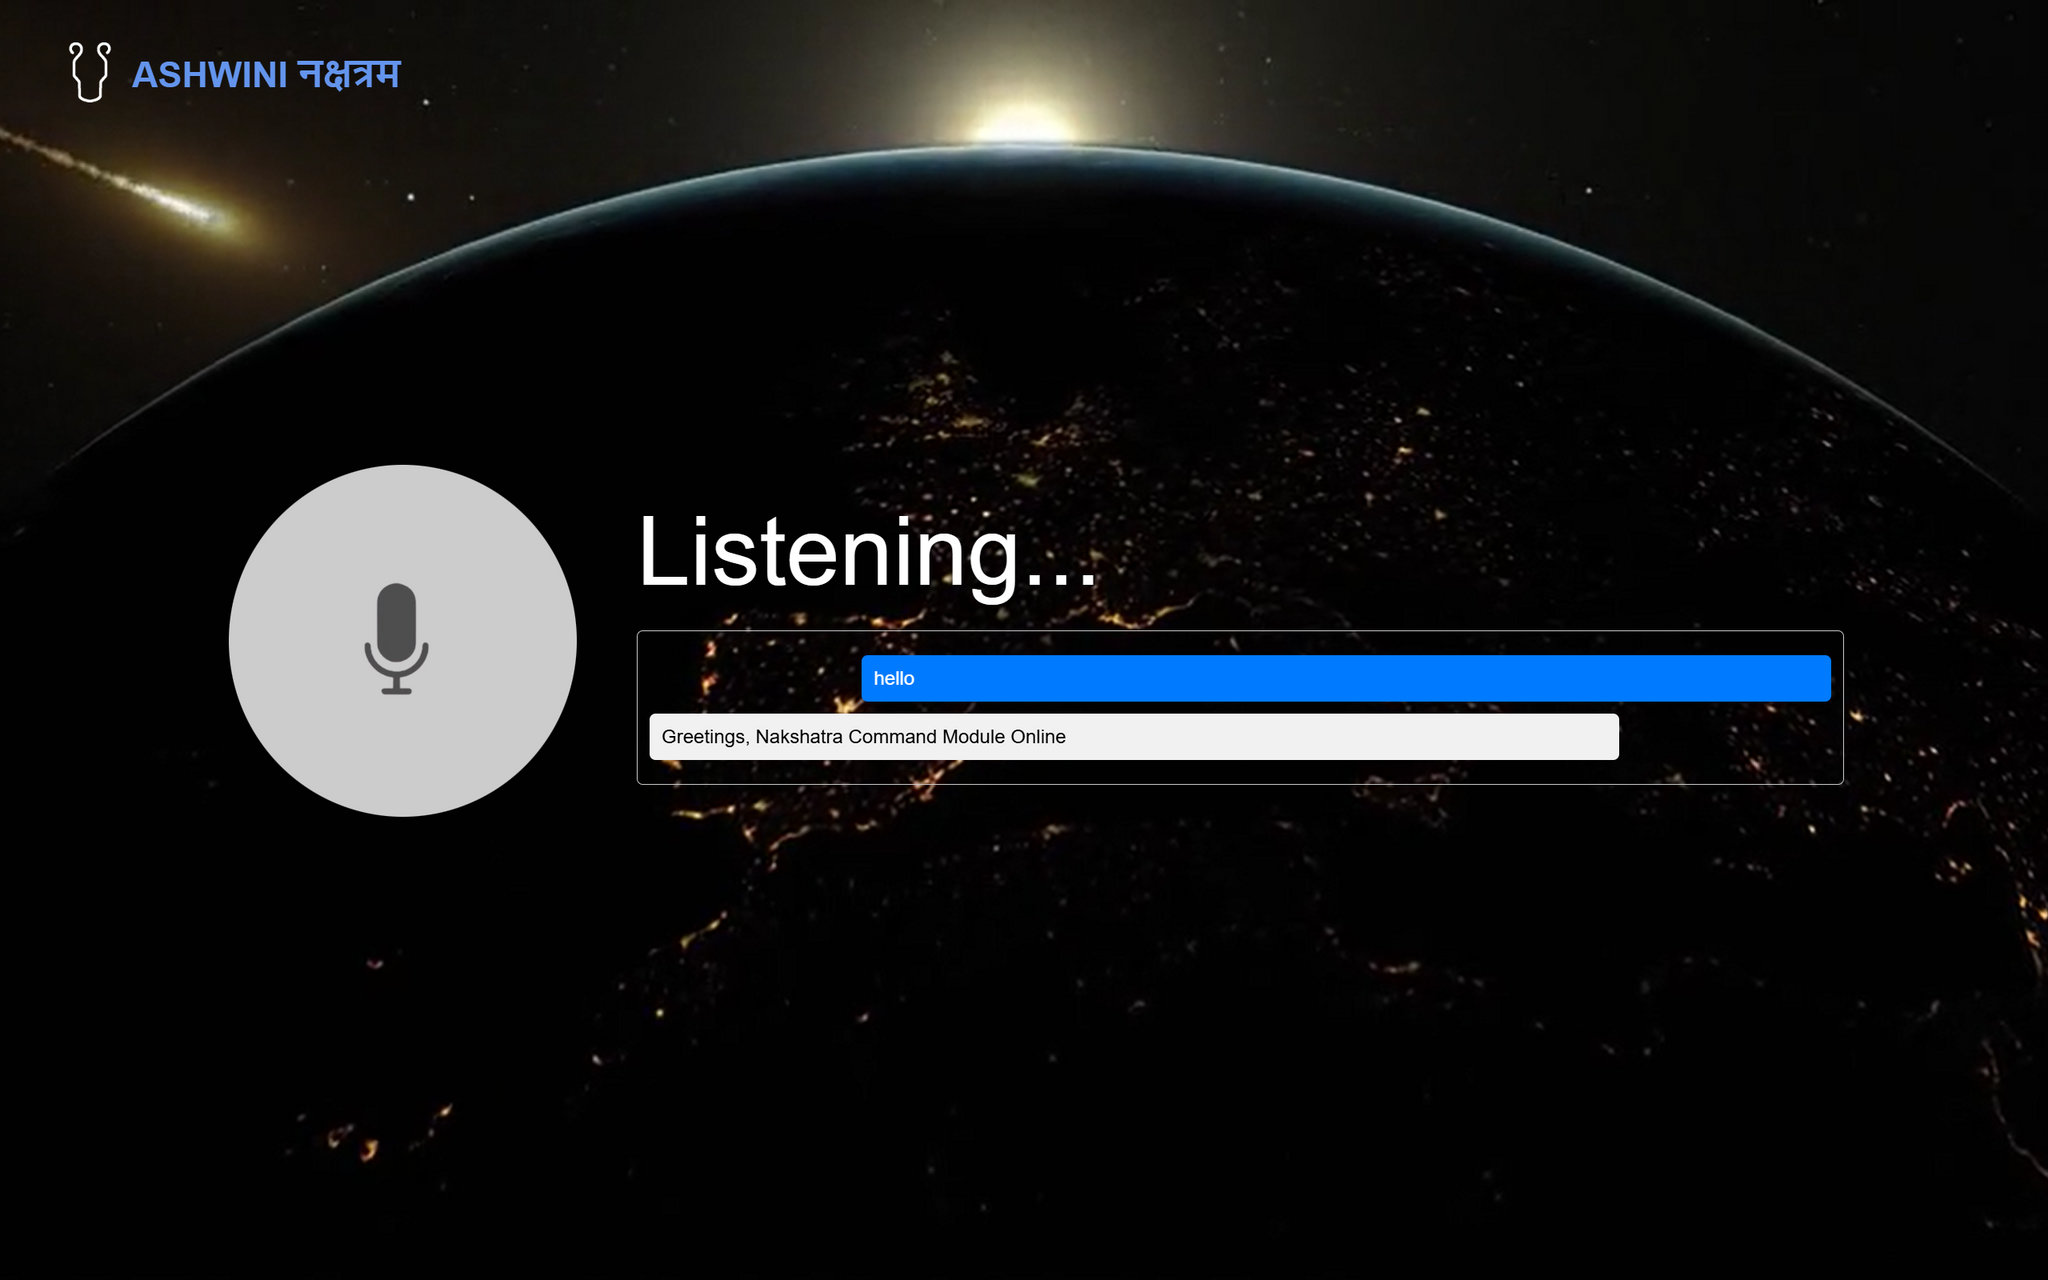 ASHWINI नक्षत्रम
Listening...
hello
Greetings, Nakshatra Command Module Online